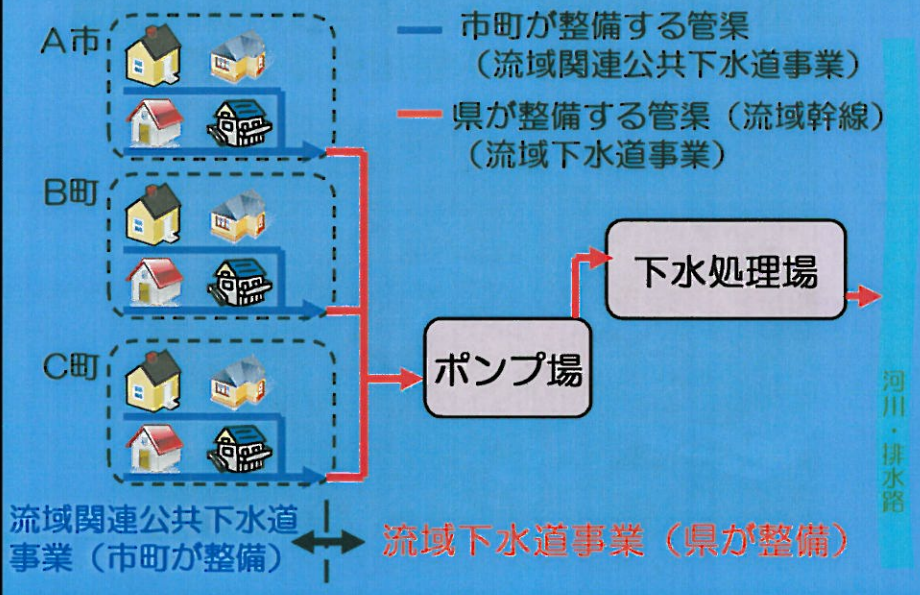 A市
市町が整備する管渠
（流域関連公共下水道事業）
県が整備する管渠（流域幹線）
（流域下水道事業）
B町
下水処理場
C町
ポンプ場
河川・排水路
流域関連公共下水道
事業（市町が整備）
流域下水道事業（県が整備）